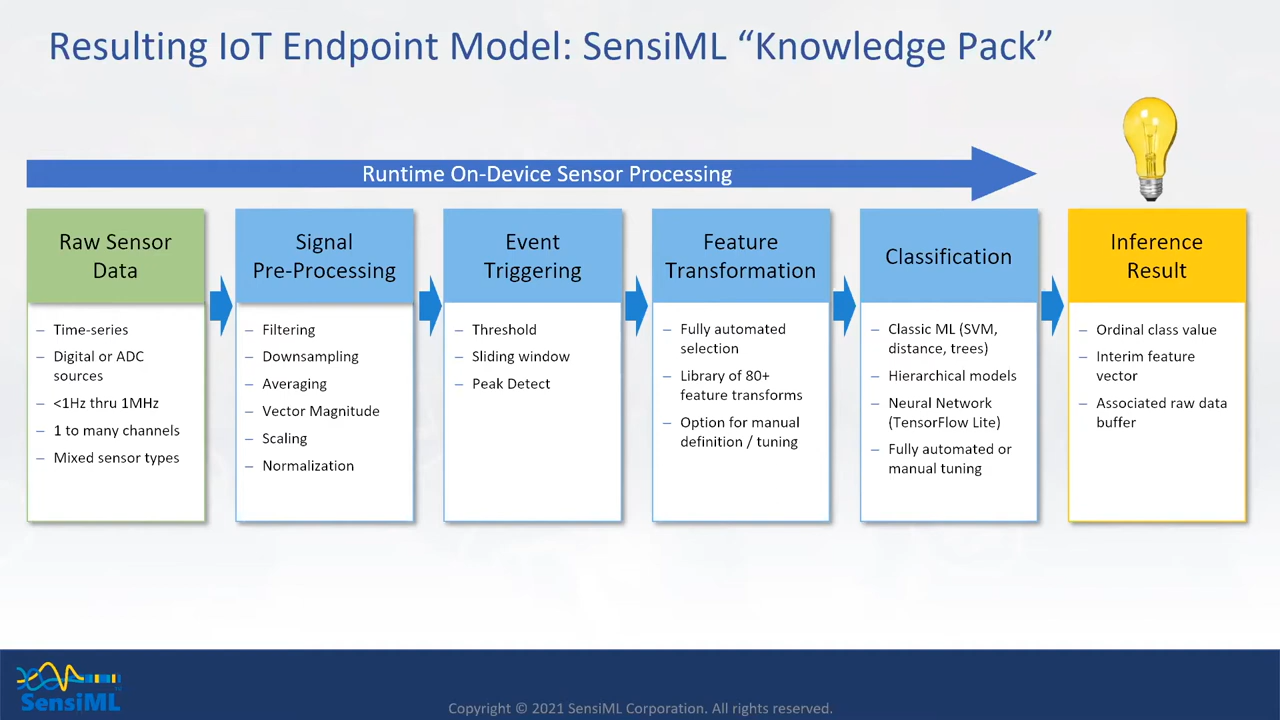 Resulting IoT Endpoint Model: SensiML “Knowledge Pack”
Runtime On-Device Sensor Processing
Raw Sensor
Data
– Time-series
– Digital or ADC
sources
– <1Hz thru 1MHz
– 1 to many channels
– Mixed sensor types
Signal
Pre-Processing
– Filtering
– Downsampling
– Averaging
– Vector Magnitude
– Scaling
– Normalization
Event
Triggering
– Threshold
– Sliding window
– Peak Detect
Feature
Transformation
– Fully automated
selection
– Library of 80+
feature transforms
– Option for manual
definition / tuning
Classification
– Classic ML (SVM,
distance, trees)
– Hierarchical models
– Neural Network
(TensorFlow Lite)
– Fully automated or
manual tuning
Inference
Result
– Ordinal class value
– Interim feature
vector
– Associated raw data
buffer
SensiML
Copyright © 2021 SensiML Corporation. All rights reserved.